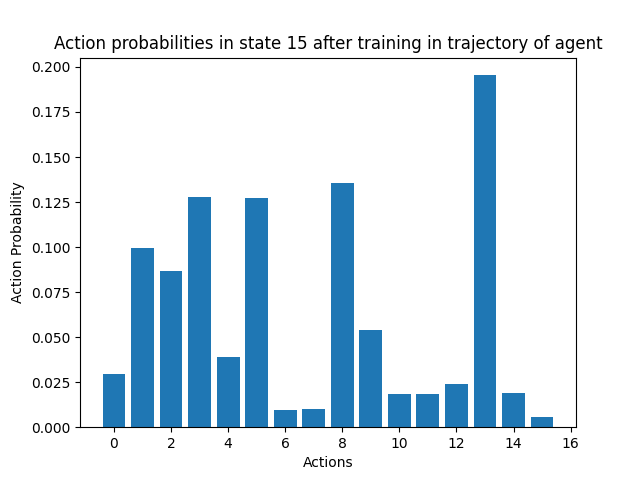 Action probabilities in state 15 after training in trajectory of agent
0.200
0.175
0.150
0.125
0.100
0.075
0.050
0.025
0.000
Action Probability
0 2 4 6 8 10 12 14 16
Actions